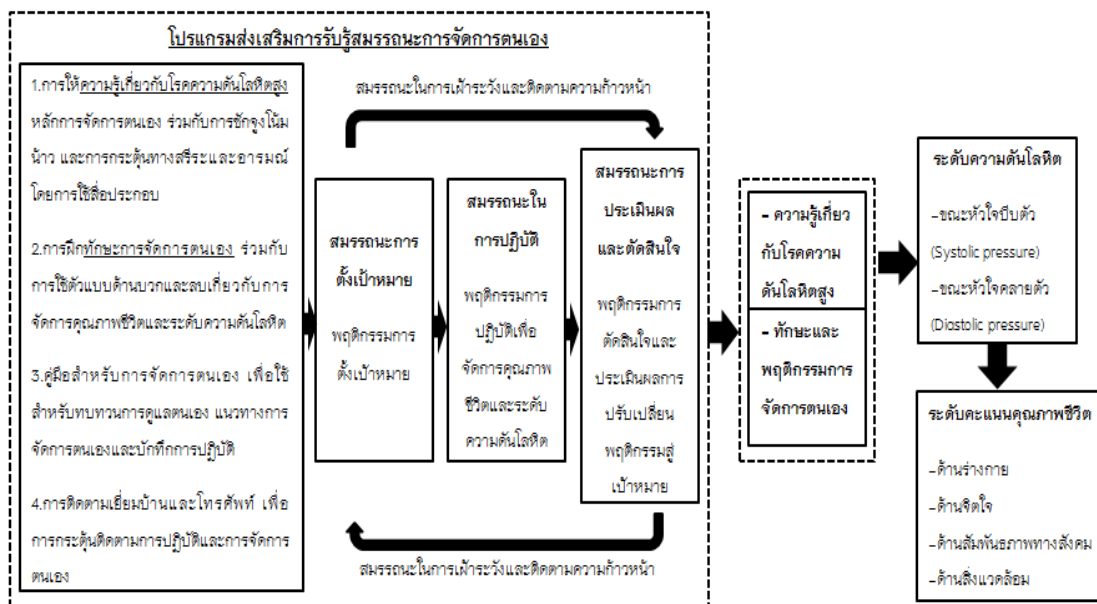 โปรแกรมส่งเสริมการรับรู้สมรรถนะการจัดการตนเอง
1.การให้ความรู้เกี่ยวกับโรคความดันโลหิตสูง
หลักการจัดการตนเอง ร่วมกับการชักจูงโน้ม
น้าว และการกระตุ้นทางสรีระและอารมณ์
โดยการใช้สื่อประกอบ
2.การฝึกทักษะการจัดการตนเอง ร่วมกับ
การใช้ตัวแบบด้านบวกและลบเกี่ยวกับการ
จัดการคุณภาพชีวิตและระดับความดันโลหิต
3.คู่มือสำหรับการจัดการตนเอง เพื่อใช้
สำหรับทบทวนการดูแลตนเอง แนวทางการ
จัดการตนเองและบักทึกการปฏิบัติ
4.การติดตามเยี่ยมบ้านและโทรศัพท์ เพื่อ
การกระตุ้นติดตามการปฏิบัติและการจัดการ
ตนเอง
สมรรถนะในการเฝ้าระวังและติดตามความก้าวหน้า
สมรรถนะการ
ตั้งเป้าหมาย
พฤติกรรมการ
ตั้งเป้าหมาย
สมรรถนะใน
การปฏิบัติ
พฤติกรรมการ
ปฏิบัติเพื่อ
จัดการคุณภาพ
ชีวิตและระดับ
ความดันโลหิต
สมรรถนะการ
ประเมินผล
และตัดสินใจ
พฤติกรรมการ
ตัดสินใจและ
ประเมินผลการ
ปรับเปลี่ยน
พฤติกรรมสู่
เป้าหมาย
สมรรถนะในการเฝ้าระวังและติดตามความก้าวหน้า
- ความรู้เกี่ยว
กับโรคความ
ดันโลหิตสูง
- ทักษะและ
พฤติกรรมการ
จัดการตนเอง
ระดับความดันโลหิต
-ขณะหัวใจบีบตัว
(Systolic pressure)
-ขณะหัวใจคลายตัว
(Diastolic pressure)
ระดับคะแนนคุณภาพชีวิต
-ด้านร่างกาย
-ด้านจิตใจ
-ด้านสัมพันธภาพทางสังคม
-ด้านสิ่งแวดล้อม